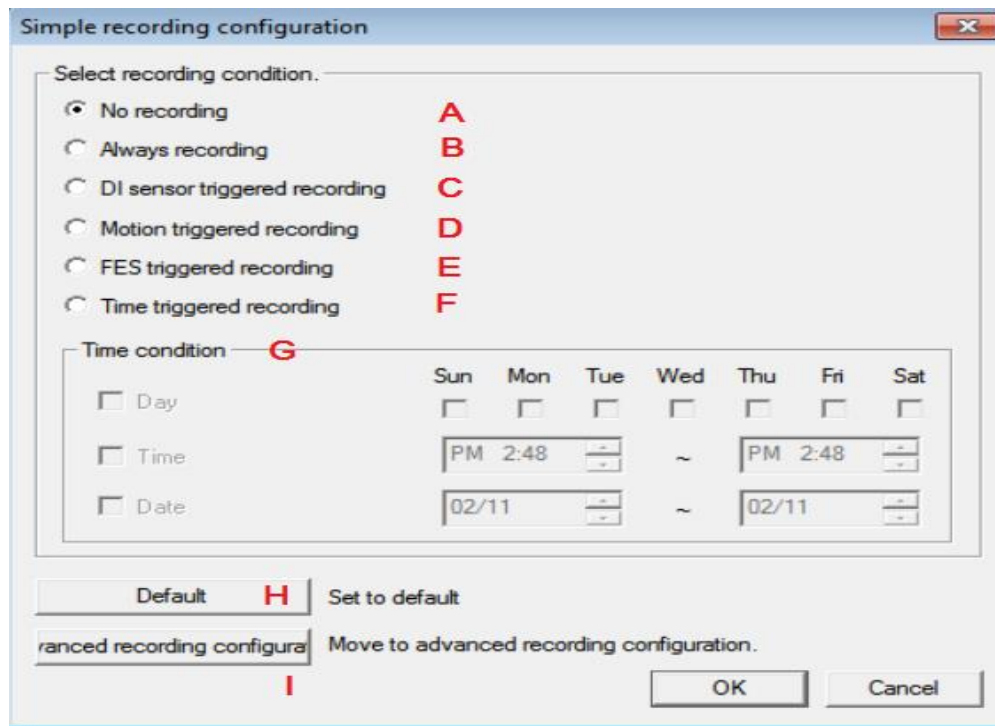 Simple recording configuration
Select recording condition.
No recording A
Always recording B
DI sensor triggered recording C
Motion triggered recording D
FES triggered recording E
Time triggered recording F
Time condition G
Sun Mon Tue Wed Thu Fri Sat
Day
Time PM 2:48 ~ PM 2:48
Date 02/11 ~ 02/11
Default H Set to default
ranced recording configurat Move to advanced recording configuration.
I
OK Cancel